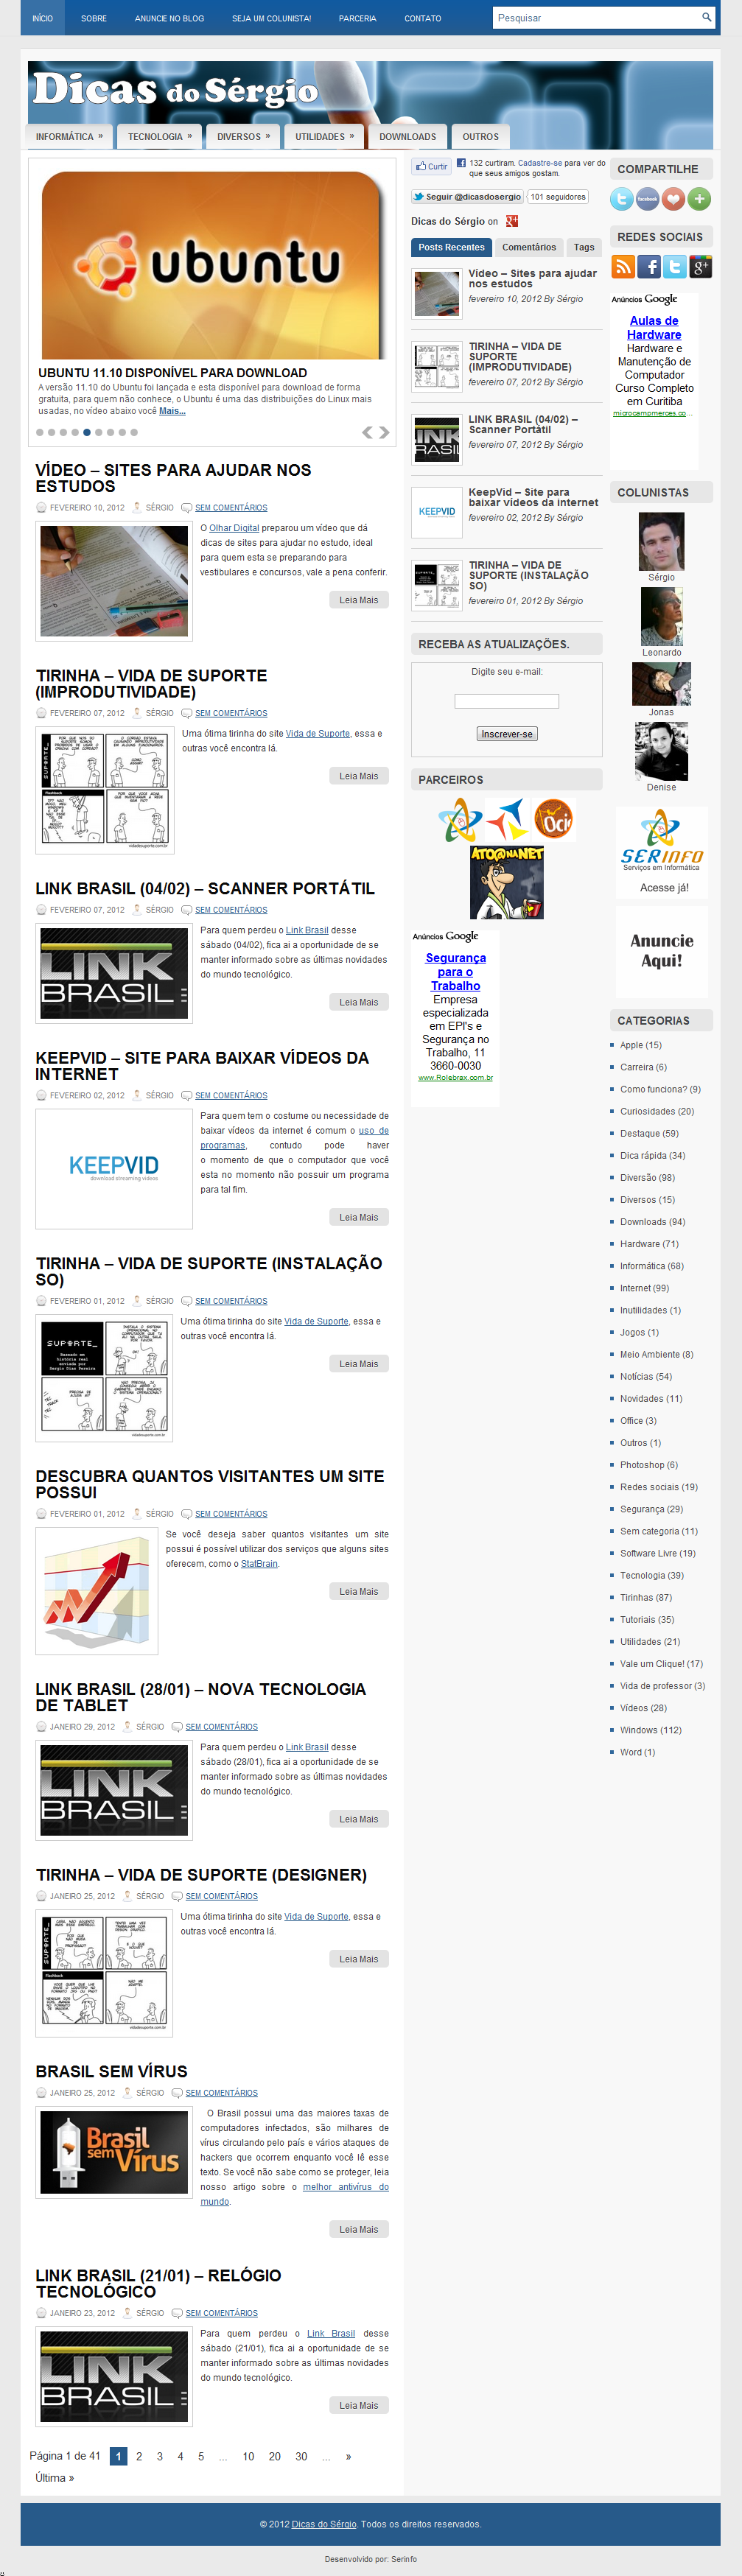 INÍCIO SOBRE ANUNCIE NO BLOG SEJA UM COLUNISTA! PARCERIA CONTATO Pesquisar
Dicas do Sérgio
INFORMÁTICA » TECNOLOGIA » DIVERSOS » UTILIDADES » DOWNLOADS OUTROS
ubuntu
UBUNTU 11.10 DISPONÍVEL PARA DOWNLOAD
A versão 11.10 do Ubuntu foi lançada e esta disponível para download de forma
gratuita, para quem não conhece, o Ubuntu é uma das distribuições do Linux mais
usadas, no vídeo abaixo você Mais...
VÍDEO – SITES PARA AJUDAR NOS
ESTUDOS
FEVEREIRO 10, 2012 SÉRGIO SEM COMENTÁRIOS
O Olhar Digital preparou um vídeo que dá
dicas de sites para ajudar no estudo, ideal
para quem esta se preparando para
vestibulares e concursos, vale a pena conferir.
Leia Mais
TIRINHA – VIDA DE SUPORTE
(IMPRODUTIVIDADE)
FEVEREIRO 07, 2012 SÉRGIO SEM COMENTÁRIOS
Uma ótima tirinha do site Vida de Suporte, essa e
outras você encontra lá.
Leia Mais
LINK BRASIL (04/02) – SCANNER PORTÁTIL
FEVEREIRO 07, 2012 SÉRGIO SEM COMENTÁRIOS
LINK
BRASIL
Para quem perdeu o Link Brasil desse
sábado (04/02), fica ai a oportunidade de se
manter informado sobre as últimas novidades
do mundo tecnológico.
Leia Mais
KEEPVID – SITE PARA BAIXAR VÍDEOS DA
INTERNET
FEVEREIRO 02, 2012 SÉRGIO SEM COMENTÁRIOS
KEEPVID
download streaming videos
Para quem tem o costume ou necessidade de
baixar vídeos da internet é comum o uso de
programas, contudo pode haver
o momento de que o computador que você
esta no momento não possuir um programa
para tal fim.
Leia Mais
TIRINHA – VIDA DE SUPORTE (INSTALAÇÃO
SO)
FEVEREIRO 01, 2012 SÉRGIO SEM COMENTÁRIOS
SUPORTE_
Uma ótima tirinha do site Vida de Suporte, essa e
outras você encontra lá.
Leia Mais
DESCUBRA QUANTOS VISITANTES UM SITE
POSSUI
FEVEREIRO 01, 2012 SÉRGIO SEM COMENTÁRIOS
Se você deseja saber quantos visitantes um site
possui é possível utilizar dos serviços que alguns sites
oferecem, como o StatBrain.
Leia Mais
LINK BRASIL (28/01) – NOVA TECNOLOGIA
DE TABLET
JANEIRO 29, 2012 SÉRGIO SEM COMENTÁRIOS
LINK
BRASIL
Para quem perdeu o Link Brasil desse
sábado (28/01), fica ai a oportunidade de se
manter informado sobre as últimas novidades
do mundo tecnológico.
Leia Mais
TIRINHA – VIDA DE SUPORTE (DESIGNER)
JANEIRO 25, 2012 SÉRGIO SEM COMENTÁRIOS
Uma ótima tirinha do site Vida de Suporte, essa e
outras você encontra lá.
Leia Mais
BRASIL SEM VÍRUS
JANEIRO 25, 2012 SÉRGIO SEM COMENTÁRIOS
Brasil
sem Vírus
O Brasil possui uma das maiores taxas de
computadores infectados, são milhares de
vírus circulando pelo país e vários ataques de
hackers que ocorrem enquanto você lê esse
texto. Se você não sabe como se proteger, leia
nosso artigo sobre o melhor antivírus do
mundo.
Leia Mais
LINK BRASIL (21/01) – RELÓGIO
TECNOLÓGICO
JANEIRO 23, 2012 SÉRGIO SEM COMENTÁRIOS
LINK
BRASIL
Para quem perdeu o Link Brasil desse
sábado (21/01), fica ai a oportunidade de se
manter informado sobre as últimas novidades
do mundo tecnológico.
Leia Mais
Página 1 de 41 1 2 3 4 5 ... 10 20 30 ... »
Última »
Curtir 132 curtiram. Cadastre-se para ver do
que seus amigos gostam.
Seguir @dicasdosergio 101 seguidores
Dicas do Sérgio on
Posts Recentes Comentários Tags
Vídeo – Sites para ajudar
nos estudos
fevereiro 10, 2012 By Sérgio
TIRINHA – VIDA DE
SUPORTE
(IMPRODUTIVIDADE)
fevereiro 07, 2012 By Sérgio
LINK
BRASIL
LINK BRASIL (04/02) –
Scanner Portátil
fevereiro 07, 2012 By Sérgio
KEEPVID
KeepVid – Site para
baixar vídeos da internet
fevereiro 02, 2012 By Sérgio
TIRINHA – VIDA DE
SUPORTE (INSTALAÇÃO
SO)
fevereiro 01, 2012 By Sérgio
RECEBA AS ATUALIZAÇÕES.
Digite seu e-mail:
Inscrever-se
PARCEIROS
Oci
ATO@NANET
Anúncios Google
Segurança
para o
Trabalho
Empresa
especializada
em EPI's e
Segurança no
Trabalho, 11
3660-0030
www.Rolebrax.com.br
COMPARTILHE
facebook
REDES SOCIAIS
Anúncios Google
Aulas de
Hardware
Hardware e
Manutenção de
Computador
Curso Completo
em Curitiba
microcampmerces.co...
COLUNISTAS
Sérgio
Leonardo
Jonas
Denise
SERINFO
Serviços em Informática
Acesse já!
Anuncie
Aqui!
CATEGORIAS
Apple (15)
Carreira (6)
Como funciona? (9)
Curiosidades (20)
Destaque (59)
Dica rápida (34)
Diversão (98)
Diversos (15)
Downloads (94)
Hardware (71)
Informática (68)
Internet (99)
Inutilidades (1)
Jogos (1)
Meio Ambiente (8)
Notícias (54)
Novidades (11)
Office (3)
Outros (1)
Photoshop (6)
Redes sociais (19)
Segurança (29)
Sem categoria (11)
Software Livre (19)
Tecnologia (39)
Tirinhas (87)
Tutoriais (35)
Utilidades (21)
Vale um Clique! (17)
Vida de professor (3)
Vídeos (28)
Windows (112)
Word (1)
© 2012 Dicas do Sérgio. Todos os direitos reservados.
Desenvolvido por: Serinfo